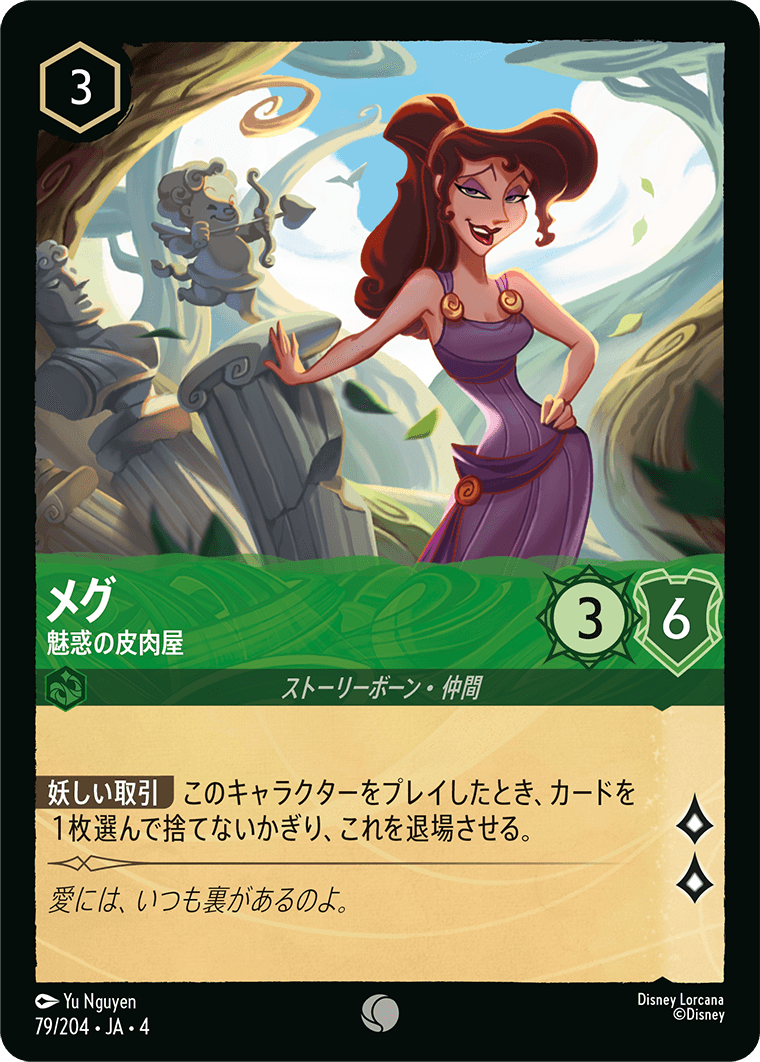 3
メグ
魅惑の皮肉屋
3
6
ストーリーボーン・仲間
妖しい取引 このキャラクターをプレイしたとき、カードを
1枚選んで捨てないかぎり、これを退場させる。
愛には、いつも裏があるのよ。
Yu Nguyen
79/204・JA・4
Disney Lorcana
©Disney